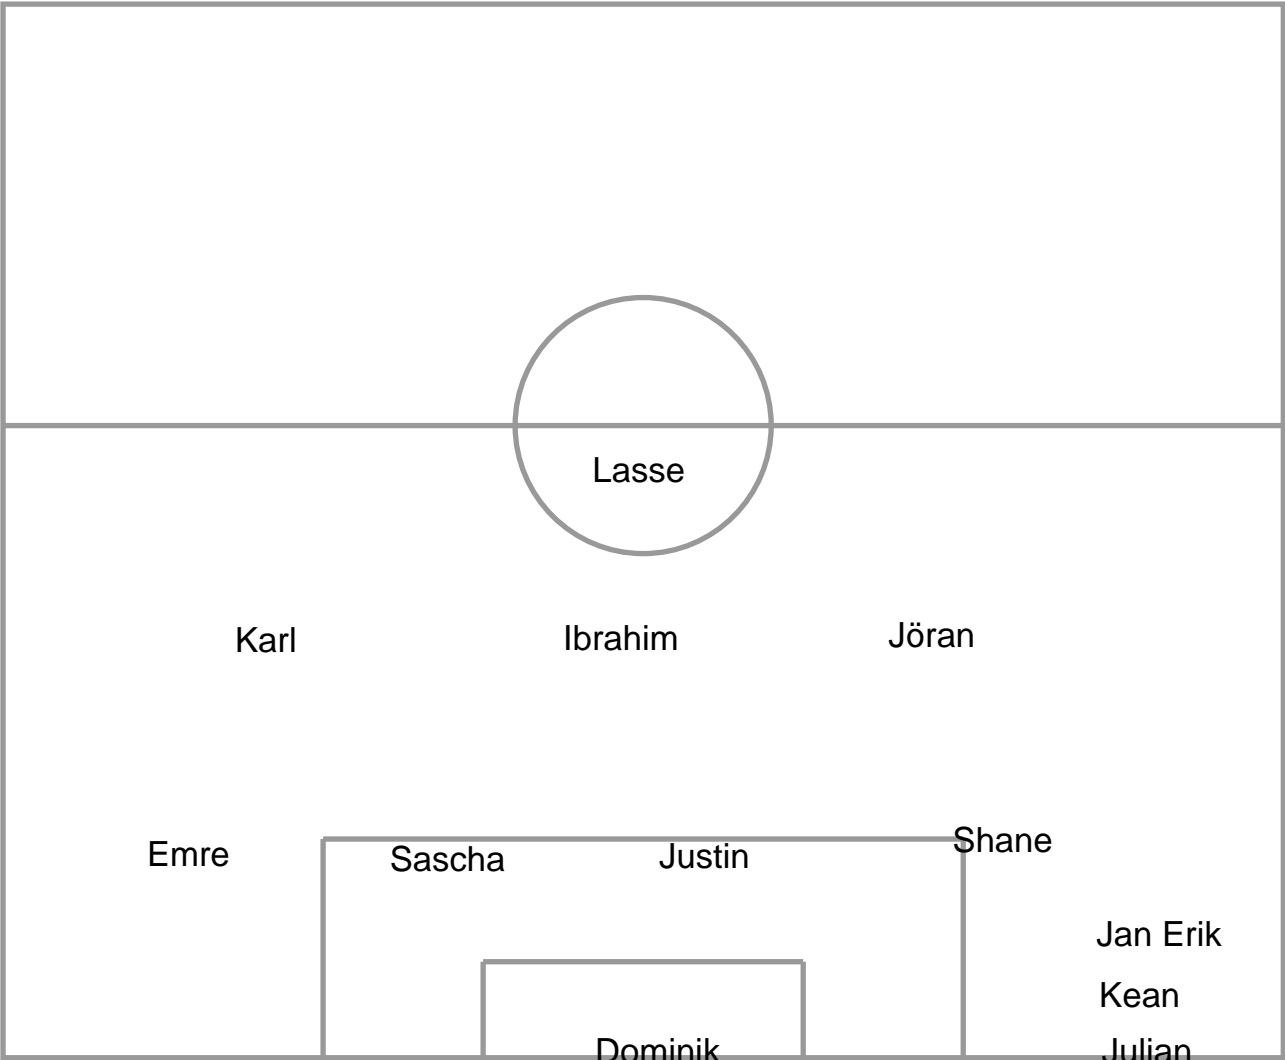 Lasse
Karl Ibrahim Jöran
Emre Sascha Justin Shane
Jan Erik
Kean
Dominik Julian